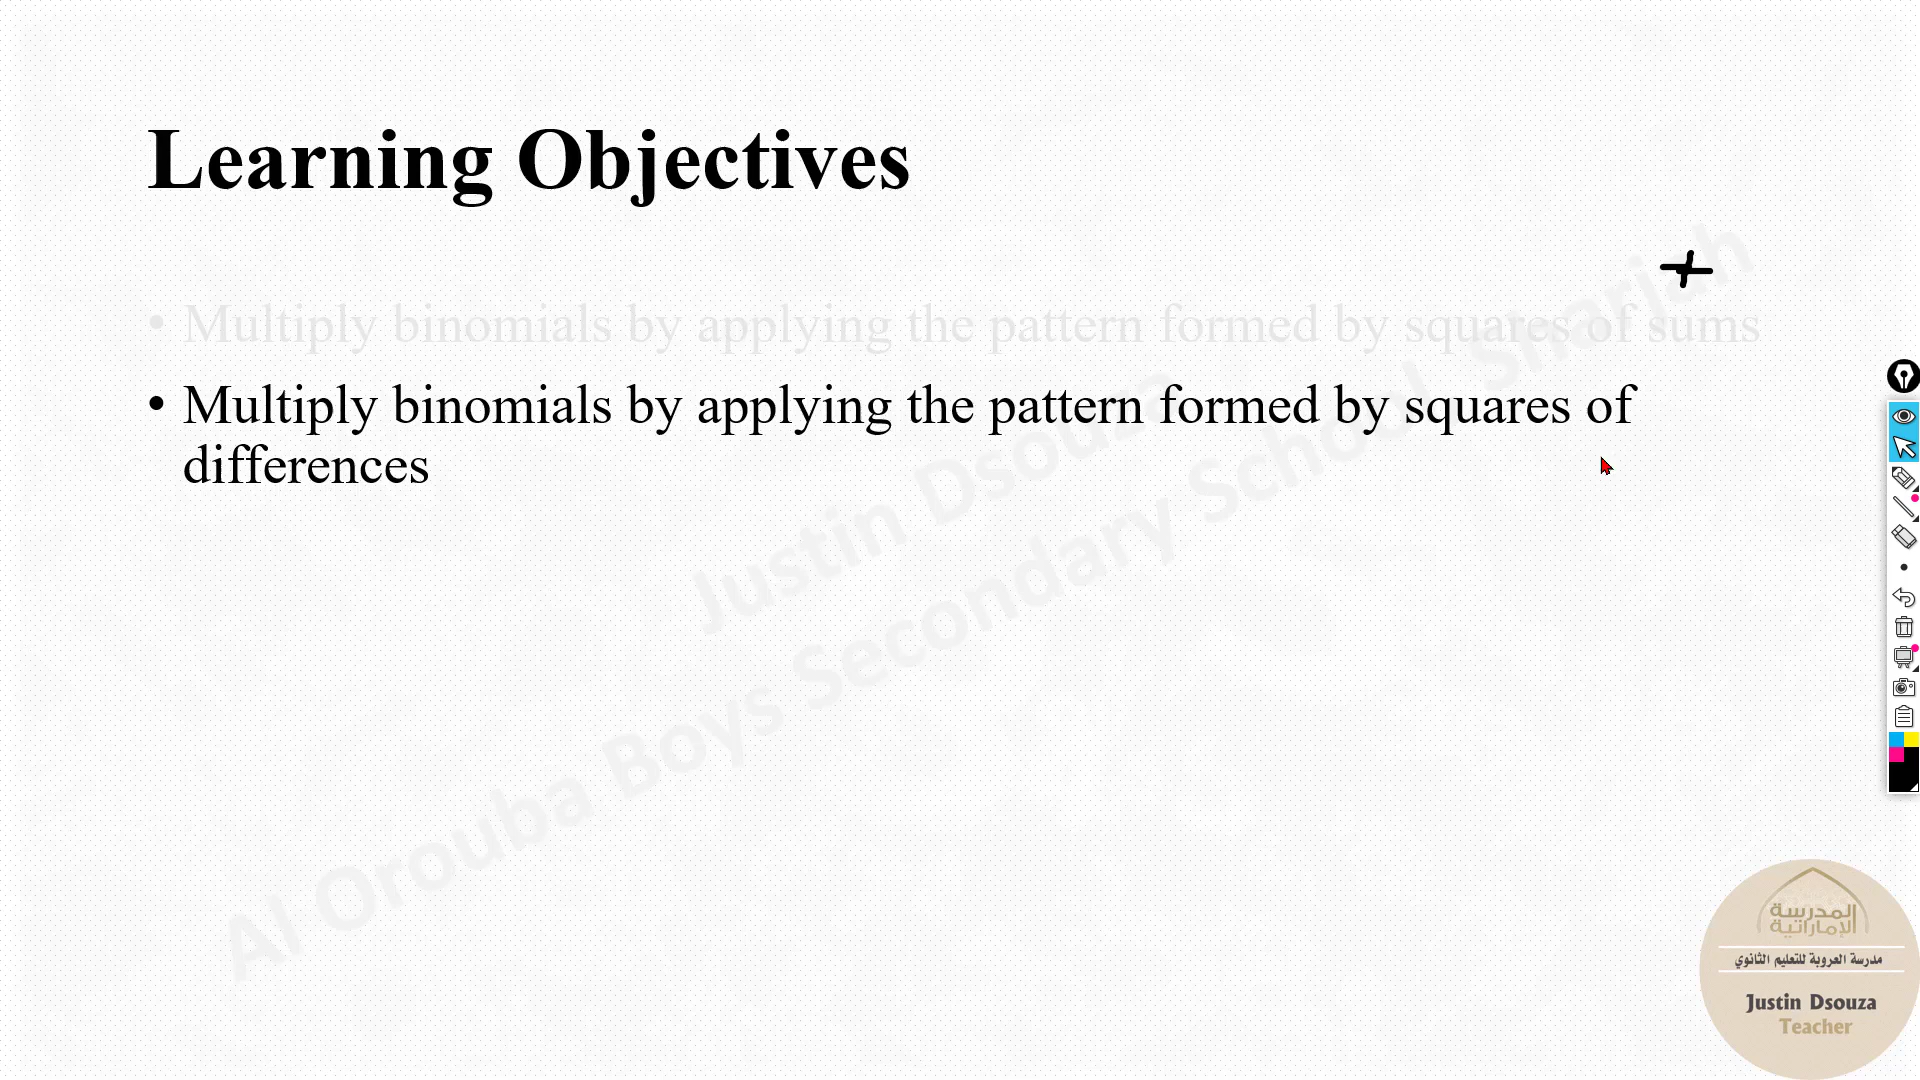 Learning Objectives
+
• Multiply binomials by applying the pattern formed by squares of sums
• Multiply binomials by applying the pattern formed by squares of
differences
Justin Dsouza
Al Orouba Boys Secondary School, Sharjah
المدرسة
الإماراتية
مدرسة العروبة للتعليم الثانوي
Justin Dsouza
Teacher